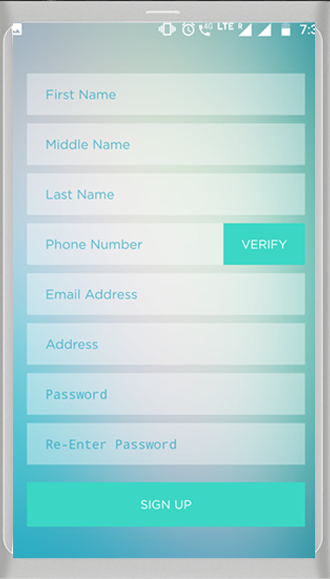 4G LTE R 7:3
First Name
Middle Name
Last Name
Phone Number VERIFY
Email Address
Address
Password
Re-Enter Password
SIGN UP